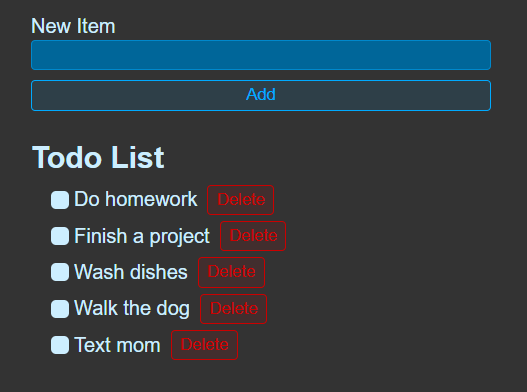 New Item
Add
Todo List
Do homework Delete
Finish a project Delete
Wash dishes Delete
Walk the dog Delete
Text mom Delete